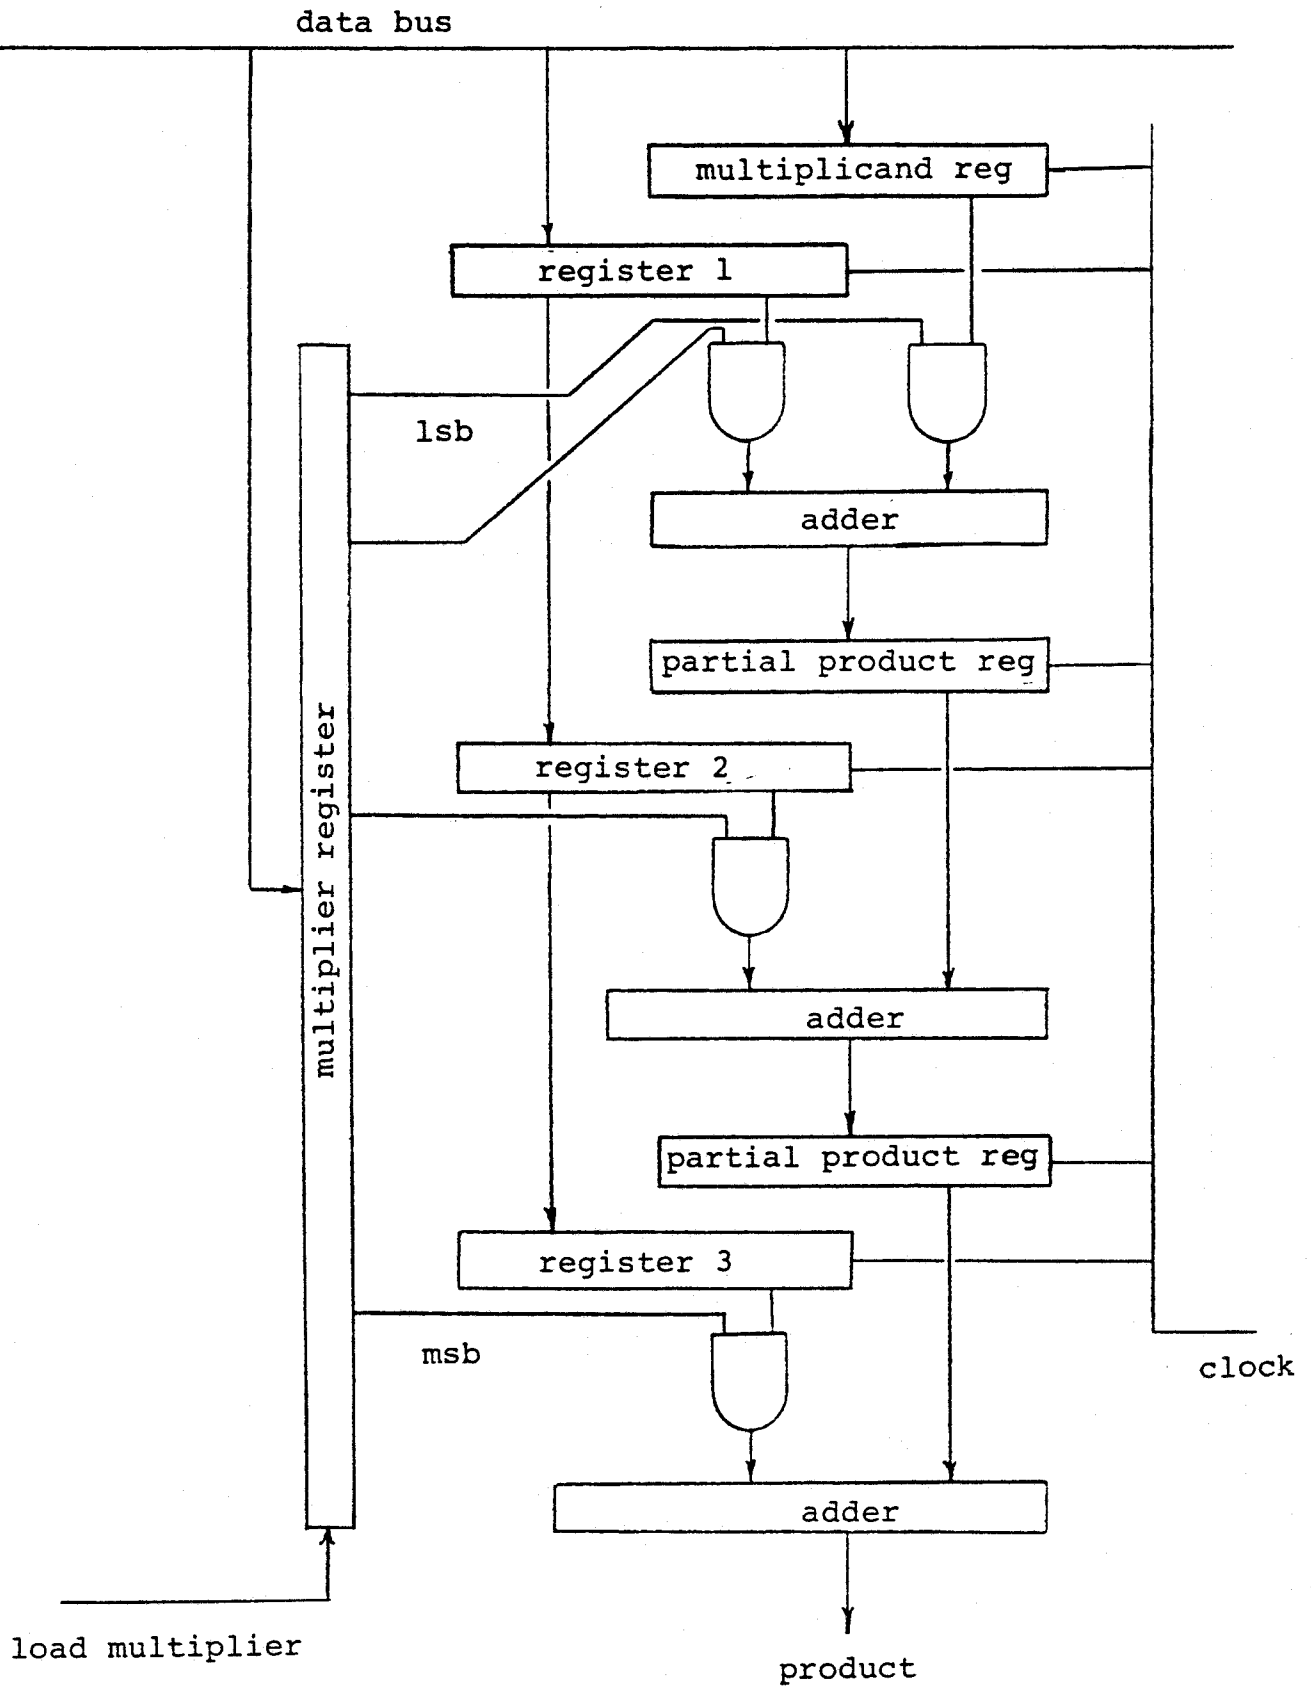 data bus
multiplicand reg
register 1
lsb
adder
partial product reg
register 2
multiplier register
adder
partial product reg
register 3
msb
clock
adder
load multiplier
product